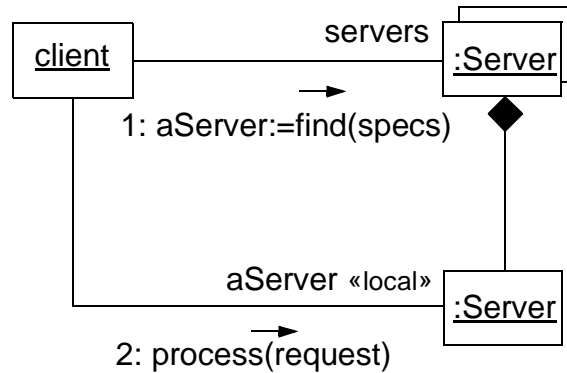 servers
client
:Server
1: aServer:=find(specs)
aServer «local»
:Server
2: process(request)